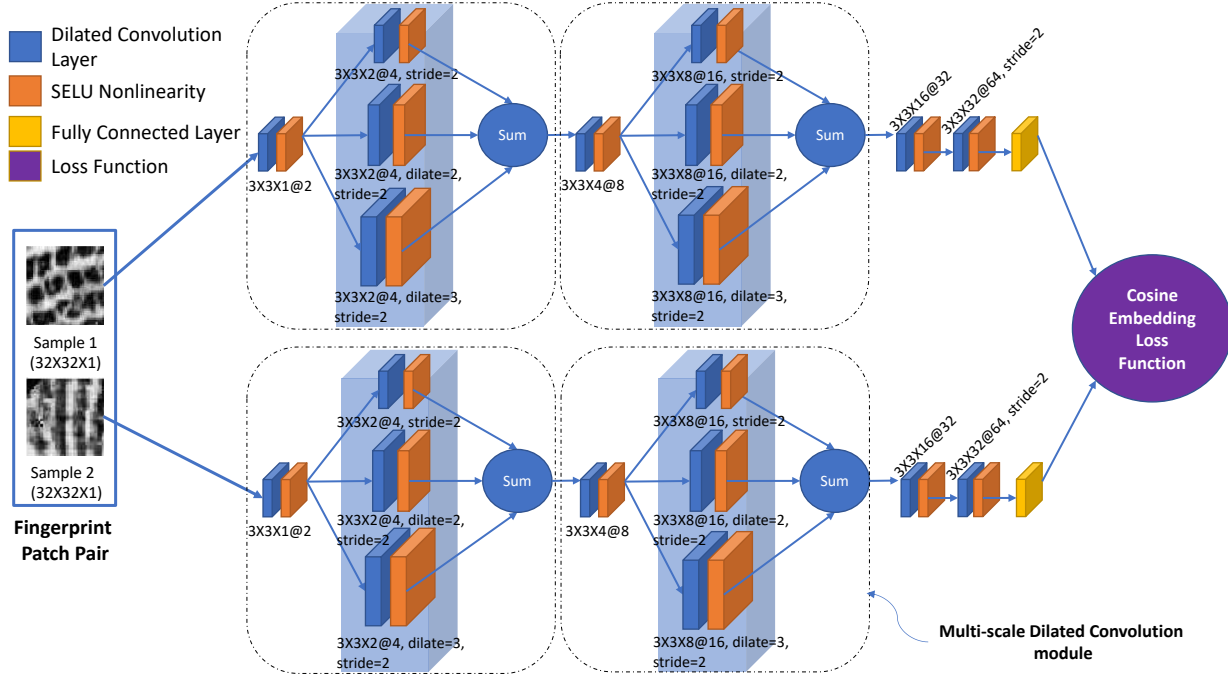 Dilated Convolution
Layer
SELU Nonlinearity
Fully Connected Layer
Loss Function
Sample 1
(32X32X1)
Sample 2
(32X32X1)
Fingerprint
Patch Pair
3X3X1@2
3X3X2@4, stride=2
3X3X2@4, dilate=2,
stride=2
3X3X2@4, dilate=3,
stride=2
Sum
3X3X4@8
3X3X8@16, stride=2
3X3X8@16, dilate=2,
stride=2
3X3X8@16, dilate=3,
stride=2
Sum
3X3X16@32
3X3X32@64, stride=2
3X3X1@2
3X3X2@4, stride=2
3X3X2@4, dilate=2,
stride=2
3X3X2@4, dilate=3,
stride=2
Sum
3X3X4@8
3X3X8@16, stride=2
3X3X8@16, dilate=2,
stride=2
3X3X8@16, dilate=3,
stride=2
Sum
3X3X16@32
3X3X32@64, stride=2
Cosine
Embedding
Loss
Function
Multi-scale Dilated Convolution
module